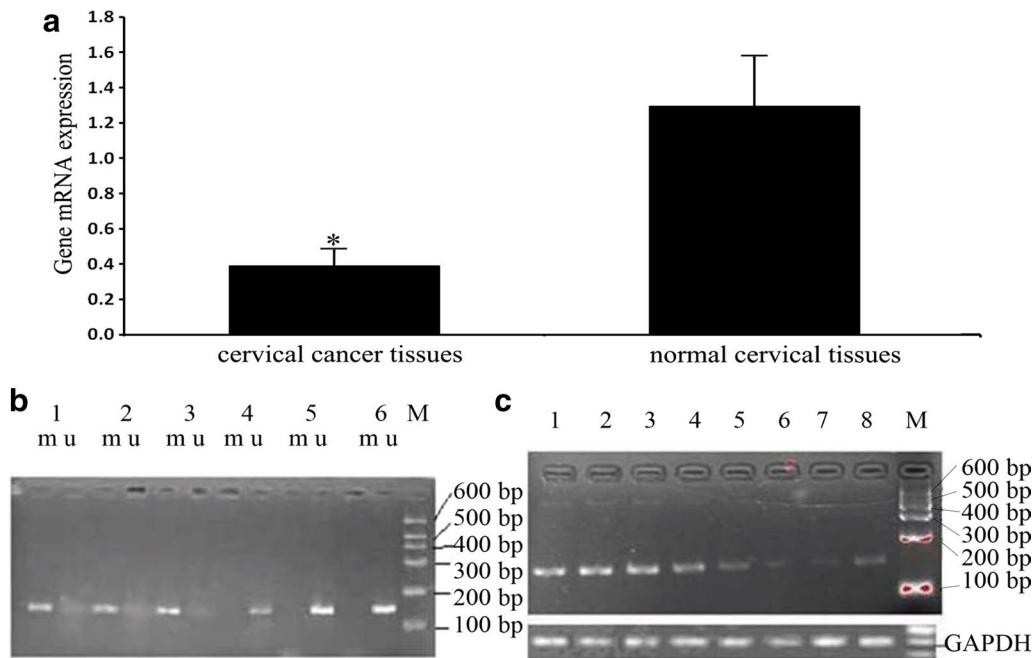 a
Gene mRNA expression
1.8
1.6
1.4
1.2
1.0
0.8
0.6
0.4
0.2
0.0
*
cervical cancer tissues
normal cervical tissues
b
1 2 3 4 5 6 M
m u m u m u m u m u m u
600 bp
500 bp
400 bp
300 bp
200 bp
100 bp
c
1 2 3 4 5 6 7 8 M
600 bp
500 bp
400 bp
300 bp
200 bp
100 bp
GAPDH